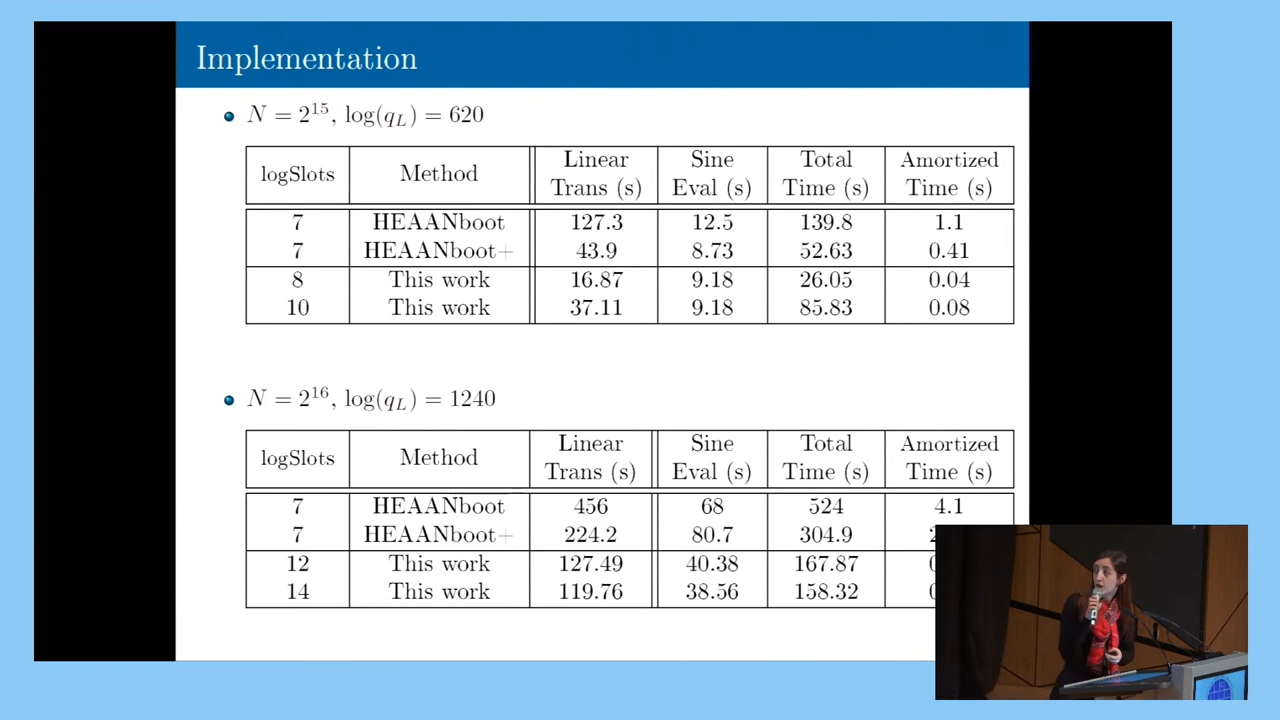 Implementation
N = 2^15, log(q_L) = 620
logSlots Method Linear Trans (s) Sine Eval (s) Total Time (s) Amortized Time (s)
7 HEAANboot 127.3 12.5 139.8 1.1
7 HEAANboot+ 43.9 8.73 52.63 0.41
8 This work 16.87 9.18 26.05 0.04
10 This work 37.11 9.18 85.83 0.08
N = 2^16, log(q_L) = 1240
logSlots Method Linear Trans (s) Sine Eval (s) Total Time (s) Amortized Time (s)
7 HEAANboot 456 68 524 4.1
7 HEAANboot+ 224.2 80.7 304.9
12 This work 127.49 40.38 167.87
14 This work 119.76 38.56 158.32